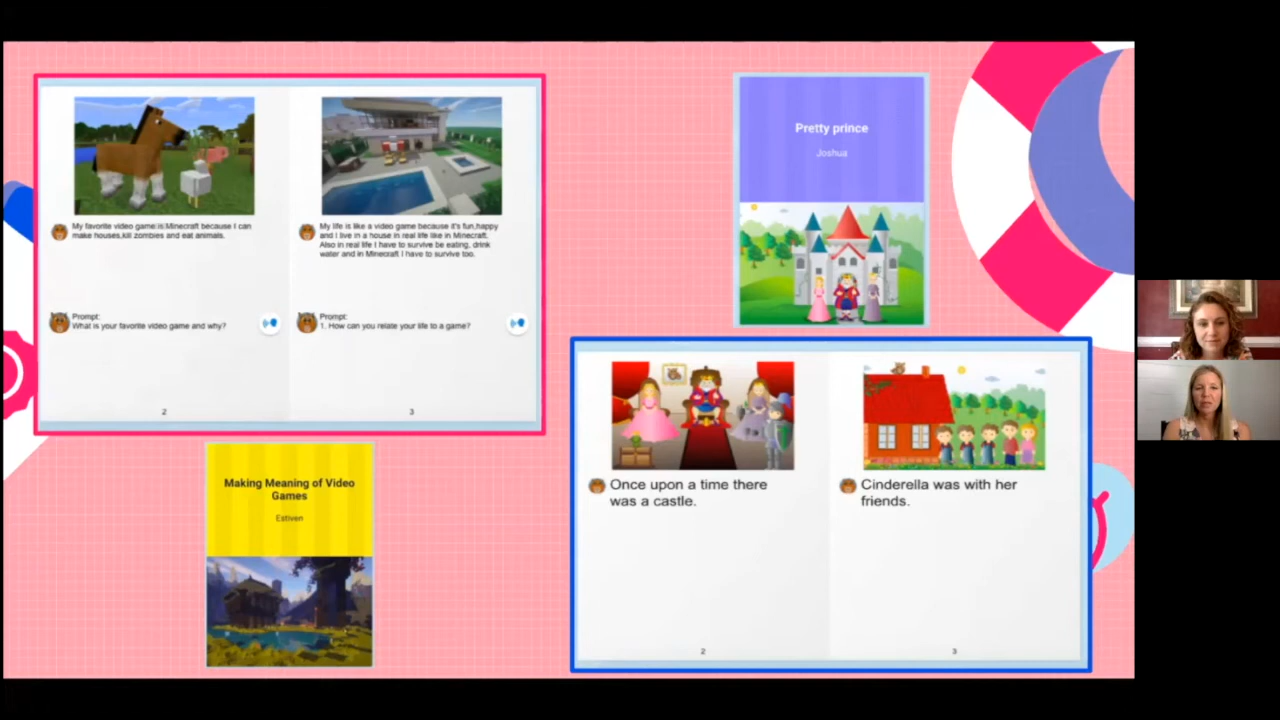 My favorite video game is Minecraft because I can
make houses,kill zombies and eat animals.
Prompt:
What is your favorite video game and why?
2
My life is like a video game because it's fun,happy
and I live in a house in real life like in Minecraft.
Also in real life I have to survive be eating, drink
water and in Minecraft I have to survive too.
Prompt:
1. How can you relate your life to a game?
3
Pretty prince
Joshua
Making Meaning of Video
Games
Estiven
Once upon a time there
was a castle.
2
Cinderella was with her
friends.
3